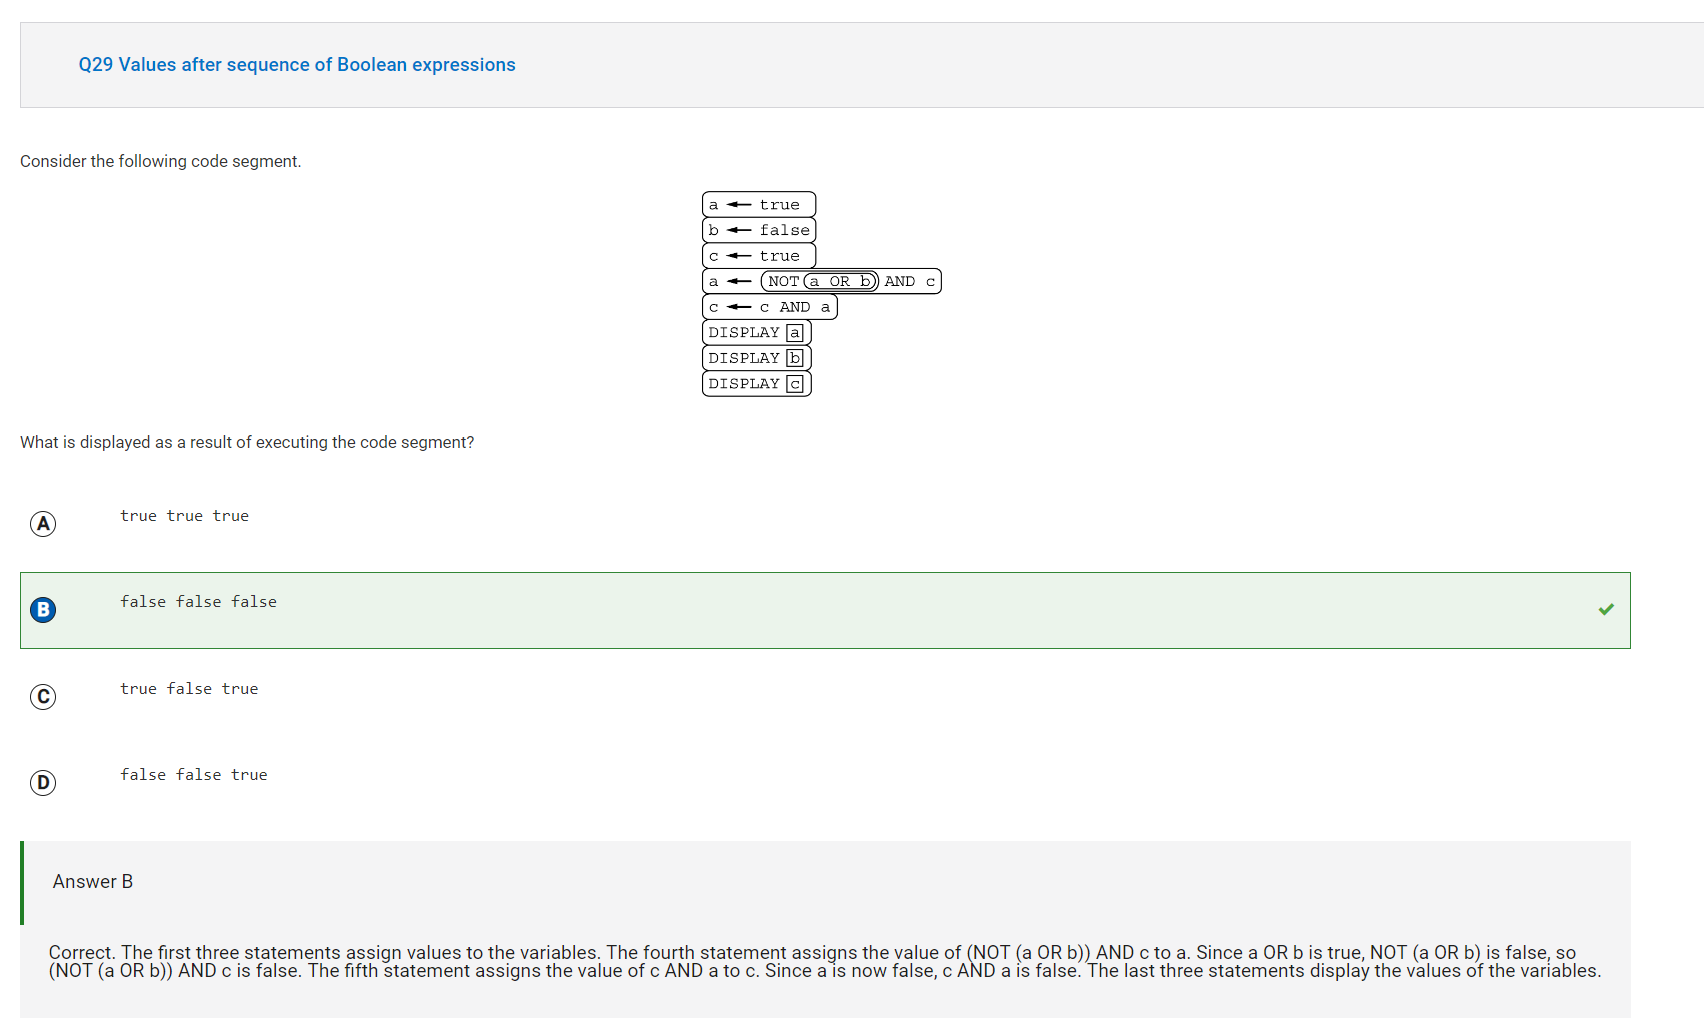 Q29 Values after sequence of Boolean expressions
Consider the following code segment.
a ← true
b ← false
c ← true
a ← NOT a OR b AND c
c ← c AND a
DISPLAY a
DISPLAY b
DISPLAY c
What is displayed as a result of executing the code segment?
A true true true
B false false false
C true false true
D false false true
Answer B
Correct. The first three statements assign values to the variables. The fourth statement assigns the value of (NOT (a OR b)) AND c to a. Since a OR b is true, NOT (a OR b) is false, so
(NOT (a OR b)) AND c is false. The fifth statement assigns the value of c AND a to c. Since a is now false, c AND a is false. The last three statements display the values of the variables.